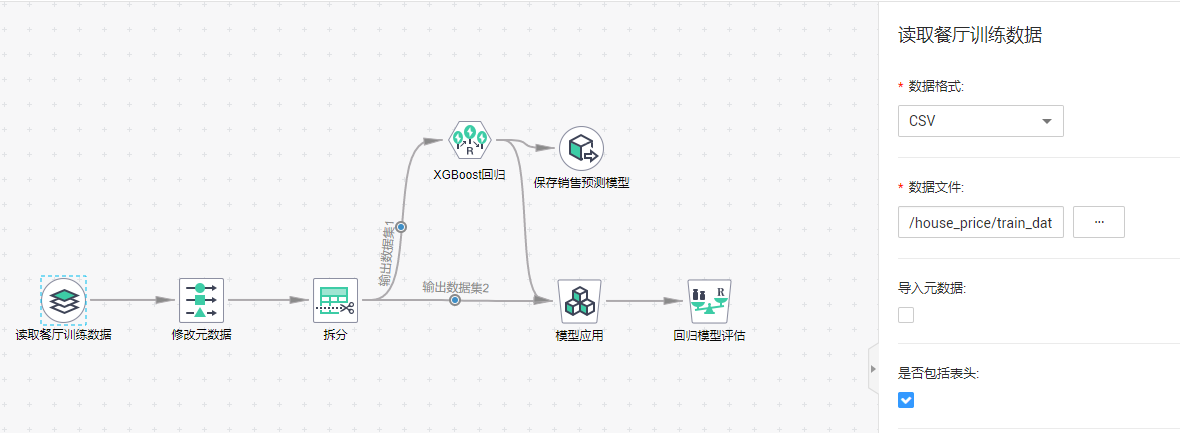 XGBoost回归
R
保存销售预测模型
输出数据集1
输出数据集2
读取餐厅训练数据
修改元数据
拆分
模型应用
R
回归模型评估
读取餐厅训练数据
* 数据格式:
CSV
* 数据文件:
/house_price/train_dat
...
导入元数据:
是否包括表头: